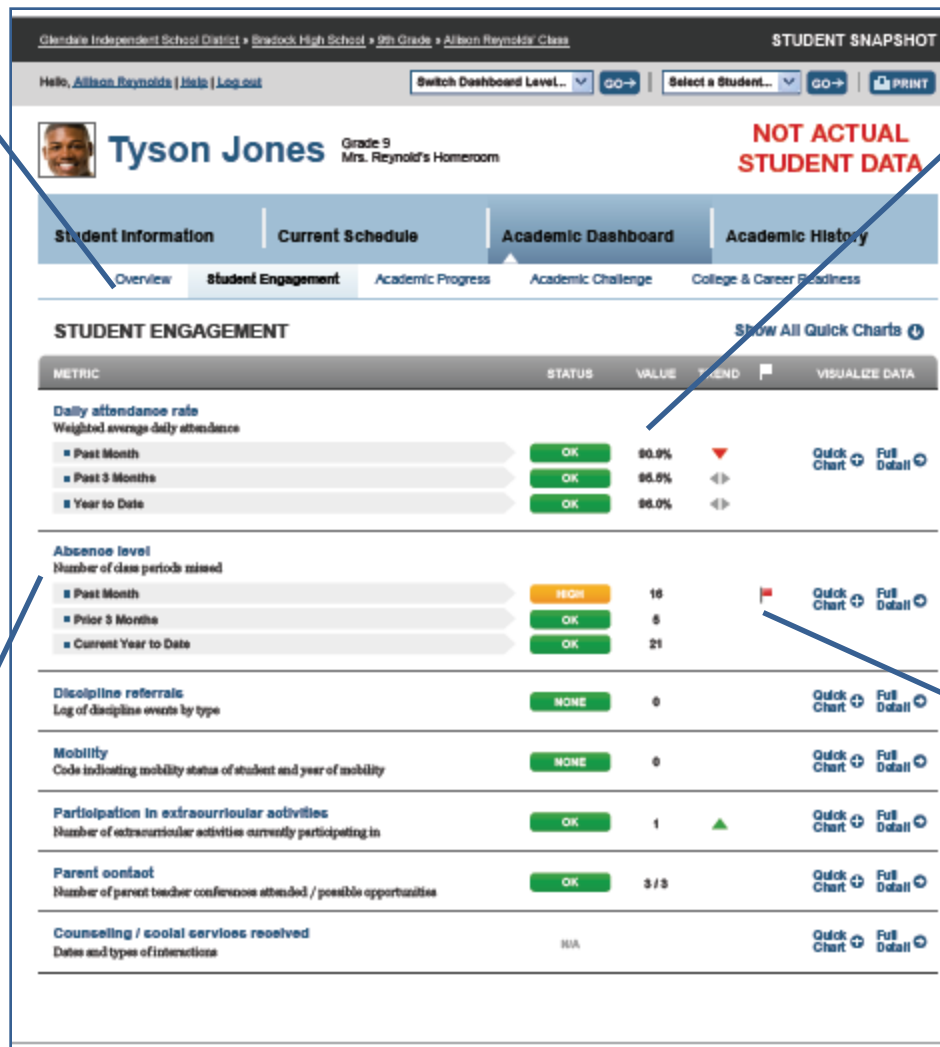 Glendale Independent School District » Bradock High School » 9th Grade » Allison Reynolds' Class
STUDENT SNAPSHOT
Hello, Allison Reynolds | Help | Log out
Switch Dashboard Level... GO | Select a Student... GO | PRINT
Tyson Jones Grade 9
Mrs. Reynold's Homeroom
NOT ACTUAL
STUDENT DATA
Student Information Current Schedule Academic Dashboard Academic History
Overview Student Engagement Academic Progress Academic Challenge College & Career Readiness
STUDENT ENGAGEMENT Show All Quick Charts
METRIC STATUS VALUE TREND VISUALIZE DATA
Daily attendance rate
Weighted average daily attendance
Past Month OK 90.9% Quick Chart Full Detail
Past 3 Months OK 95.5%
Year to Date OK 96.0%
Absence level
Number of class periods missed
Past Month HIGH 16 Quick Chart Full Detail
Prior 3 Months OK 5
Current Year to Date OK 21
Discipline referrals
Log of discipline events by type
NONE 0 Quick Chart Full Detail
Mobility
Code indicating mobility status of student and year of mobility
NONE 0 Quick Chart Full Detail
Participation in extracurricular activities
Number of extracurricular activities currently participating in
OK 1 Quick Chart Full Detail
Parent contact
Number of parent teacher conferences attended / possible opportunities
OK 3 / 3 Quick Chart Full Detail
Counseling / social services received
Dates and types of interactions
N/A Quick Chart Full Detail